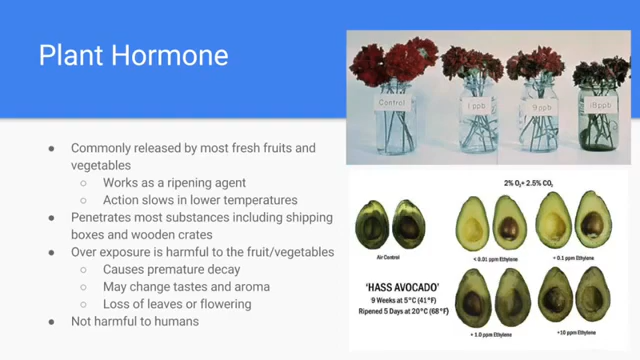 Plant Hormone
● Commonly released by most fresh fruits and
vegetables
○ Works as a ripening agent
○ Action slows in lower temperatures
● Penetrates most substances including shipping
boxes and wooden crates
● Over exposure is harmful to the fruit/vegetables
○ Causes premature decay
○ May change tastes and aroma
○ Loss of leaves or flowering
● Not harmful to humans
Control
1 ppb
9 ppb
2% O₂+ 2.5% CO₂
Air Control
< 0.01 ppm Ethylene
= 0.1 ppm Ethylene
'HASS AVOCADO'
9 Weeks at 5°C (41°F)
Ripened 5 Days at 20°C (68°F)
= 1.0 ppm Ethylene
=10 ppm Ethylene